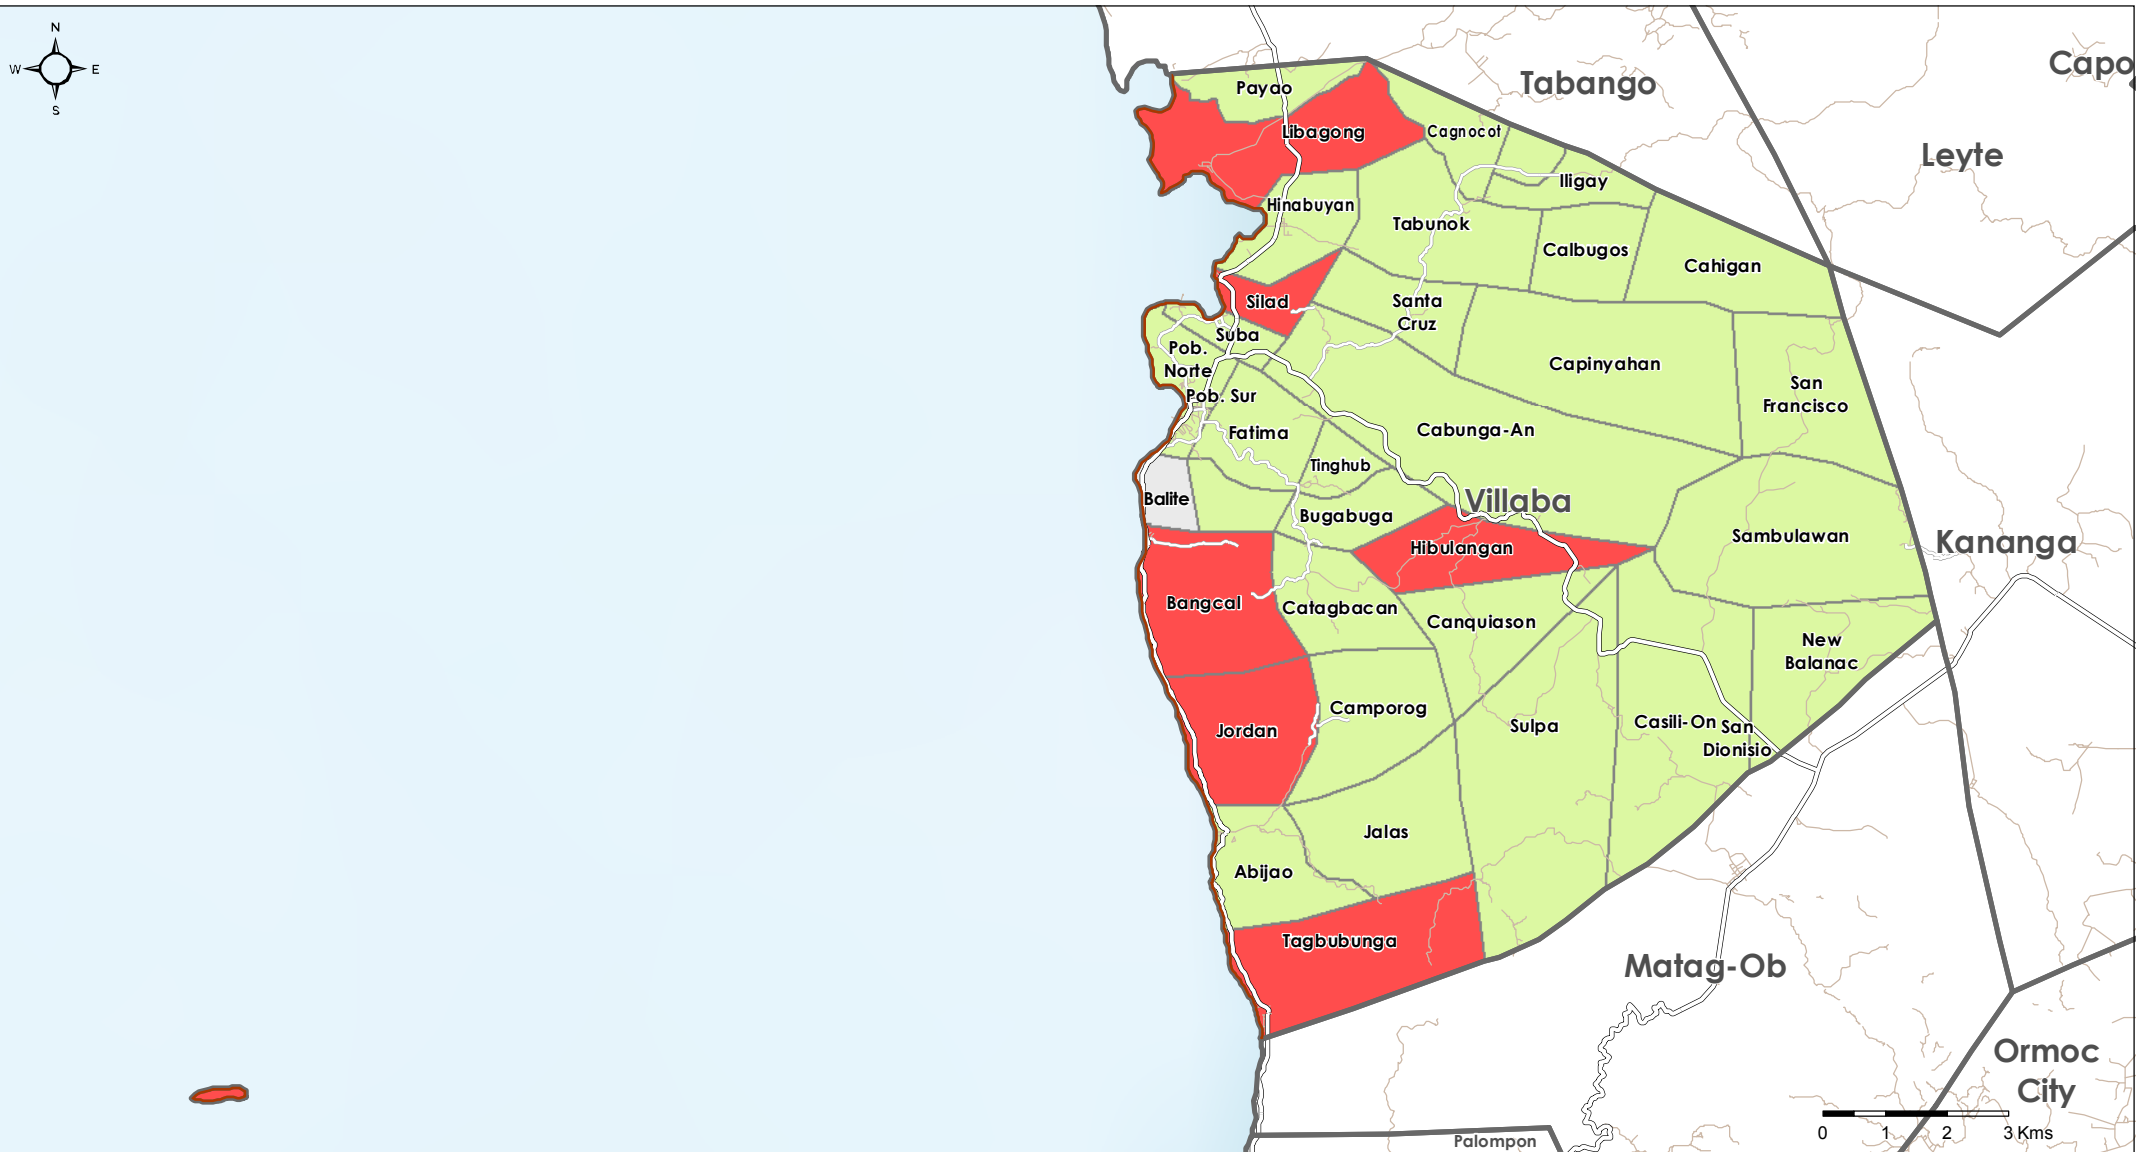 N
W E
S
Capo
Tabango
Payao
Libagong
Cagnocot
Leyte
Iligay
Hinabuyan
Tabunok
Calbugos
Cahigan
Silad
Santa
Cruz
Suba
Pob.
Norte
Capinyahan
San
Francisco
Pob. Sur
Fatima
Cabunga-An
Tinghub
Balite
Villaba
Bugabuga
Sambulawan
Kananga
Hibulangan
Bangcal
Catagbacan
Canquiason
New
Balanac
Camporog
Jordan
Sulpa
Casili-On
San
Dionisio
Jalas
Abijao
Tagbubunga
Matag-Ob
Ormoc
City
Palompon
0 1 2 3 Kms